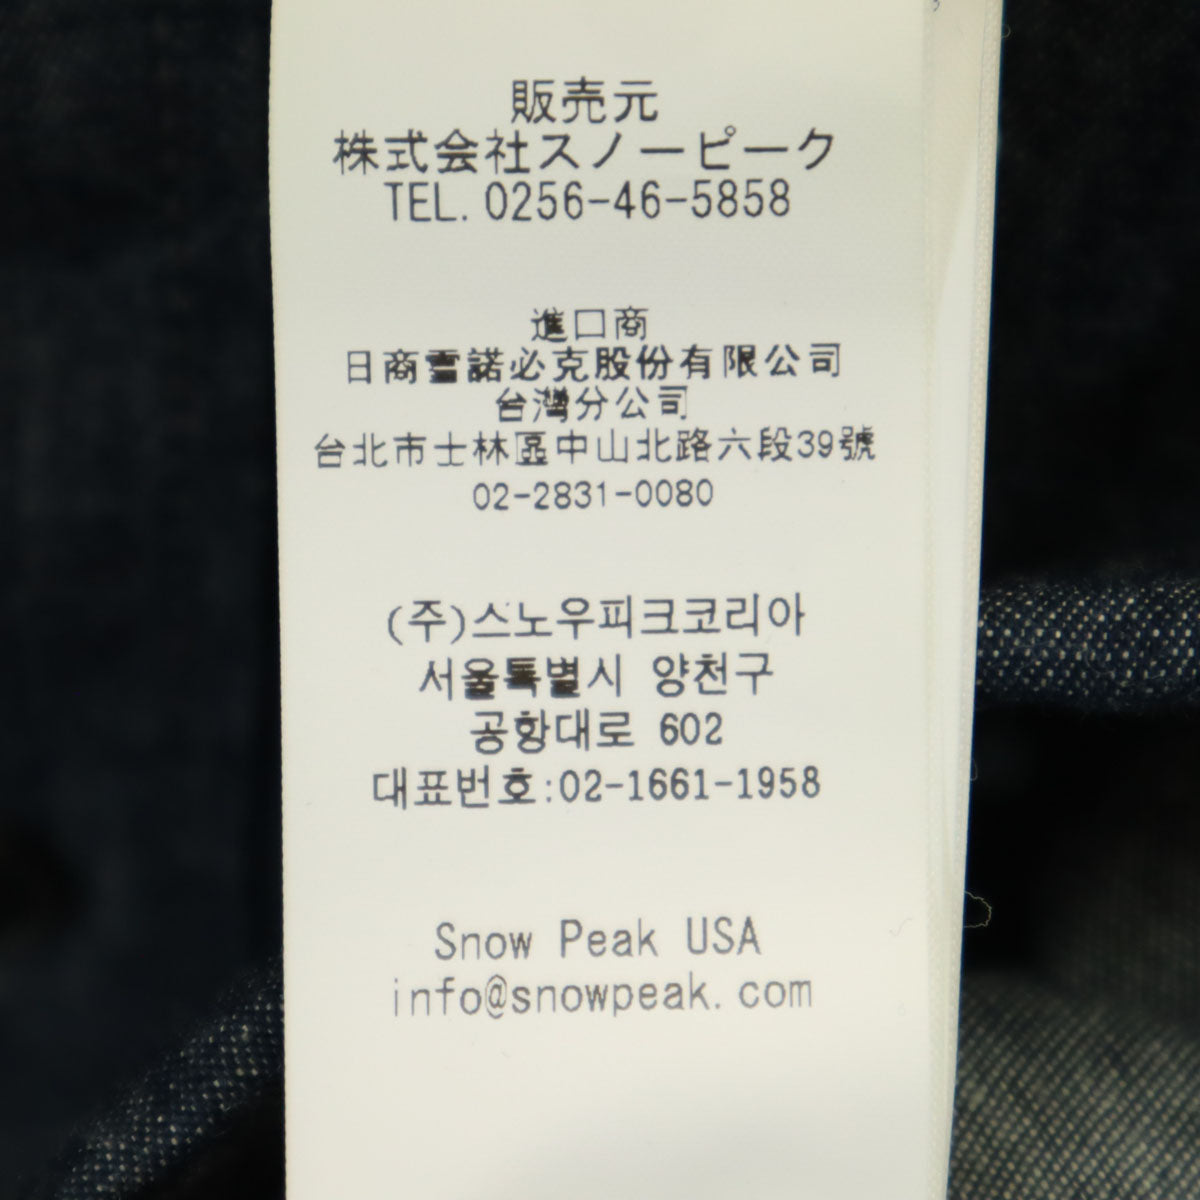 販売元
株式会社スノーピーク
TEL. 0256-46-5858
進口商
日商雪諾必克股份有限公司
台灣分公司
台北市士林區中山北路六段39號
02-2831-0080
(주)스노우피크코리아
서울특별시 양천구
공항대로 602
대표번호:02-1661-1958
Snow Peak USA
info@snowpeak.com